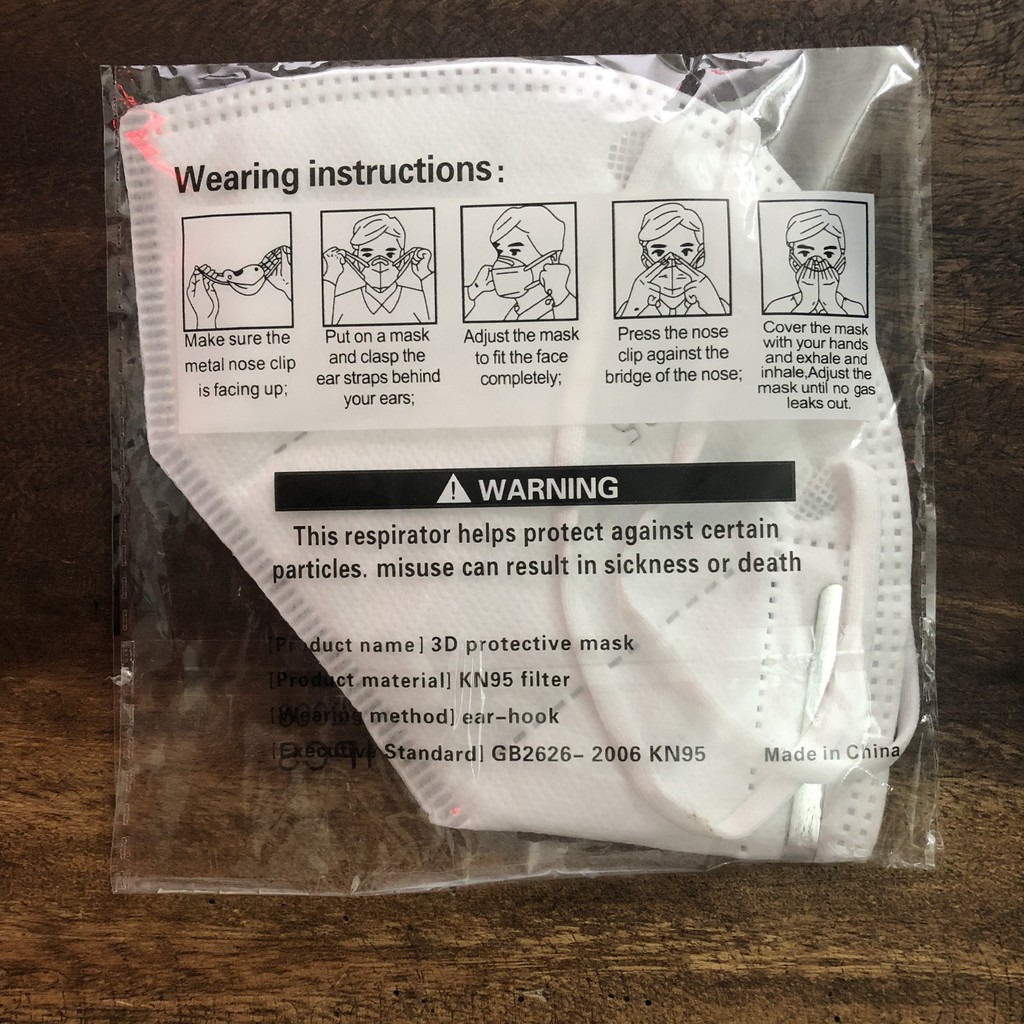 Wearing instructions:
Make sure the
metal nose clip
is facing up;
Put on a mask
and clasp the
ear straps behind
your ears;
Adjust the mask
to fit the face
completely;
Press the nose
clip against the
bridge of the nose;
Cover the mask
with your hands
and exhale and
inhale,Adjust the
mask until no gas
leaks out.
WARNING
This respirator helps protect against certain
particles. misuse can result in sickness or death
[Product name] 3D protective mask
[Product material] KN95 filter
[Wearing method] ear-hook
[Executive Standard] GB2626- 2006 KN95
Made in China